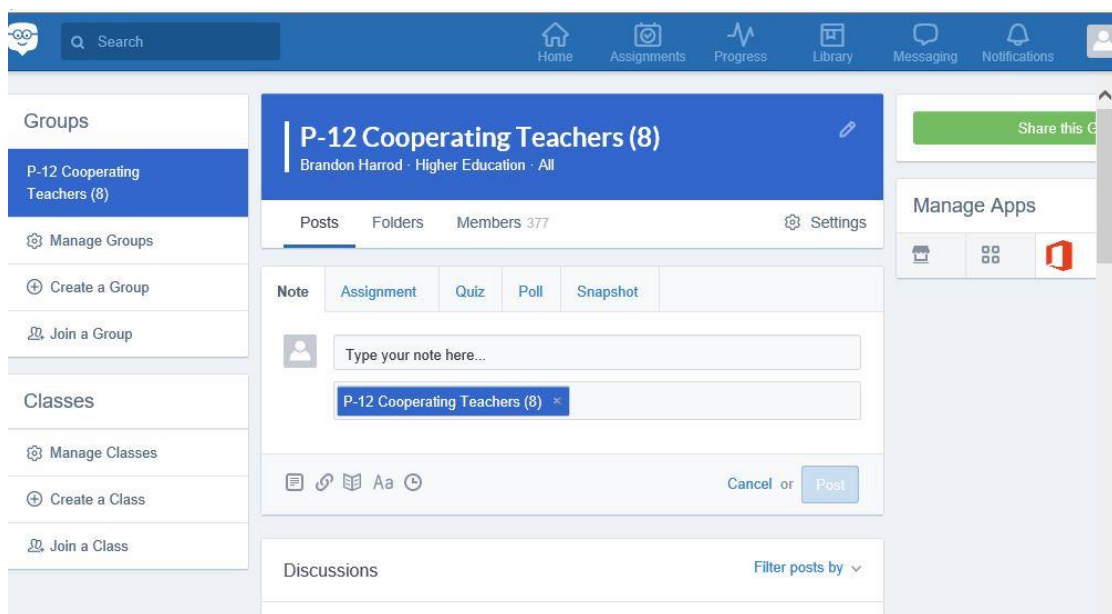 Search
Home
Assignments
Progress
Library
Messaging
Notifications
Groups
P-12 Cooperating
Teachers (8)
Manage Groups
Create a Group
Join a Group
Classes
Manage Classes
Create a Class
Join a Class
P-12 Cooperating Teachers (8)
Brandon Harrod · Higher Education · All
Posts Folders Members 377 Settings
Note Assignment Quiz Poll Snapshot
Type your note here...
P-12 Cooperating Teachers (8) ×
Aa
Cancel or Post
Discussions Filter posts by
Share this G
Manage Apps